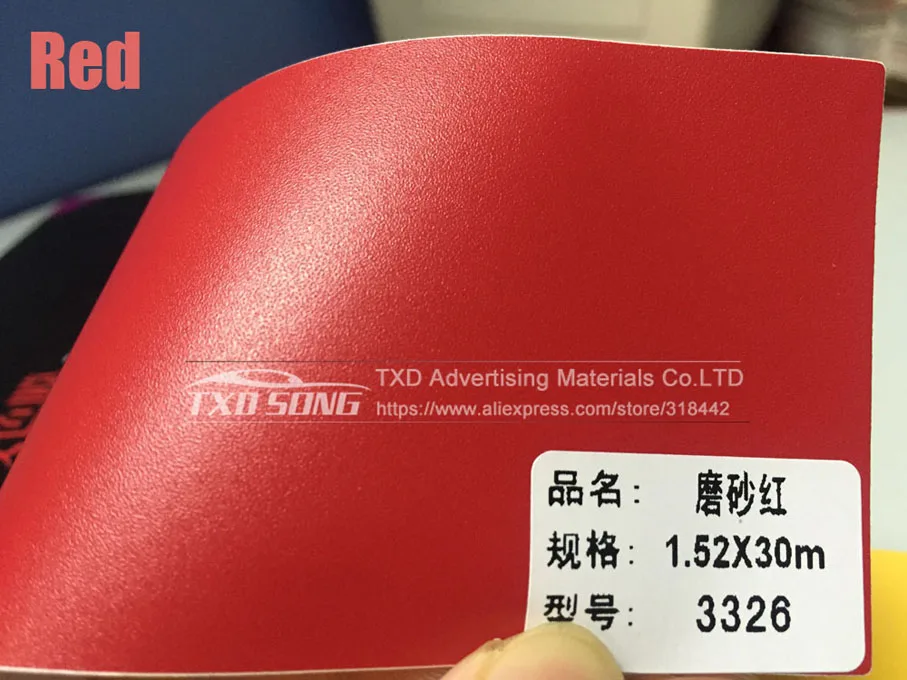 Red
TXD SONG
TXD Advertising Materials Co.LTD
https://www.aliexpress.com/store/318442
品名: 磨砂红
规格: 1.52X30m
型号: 3326